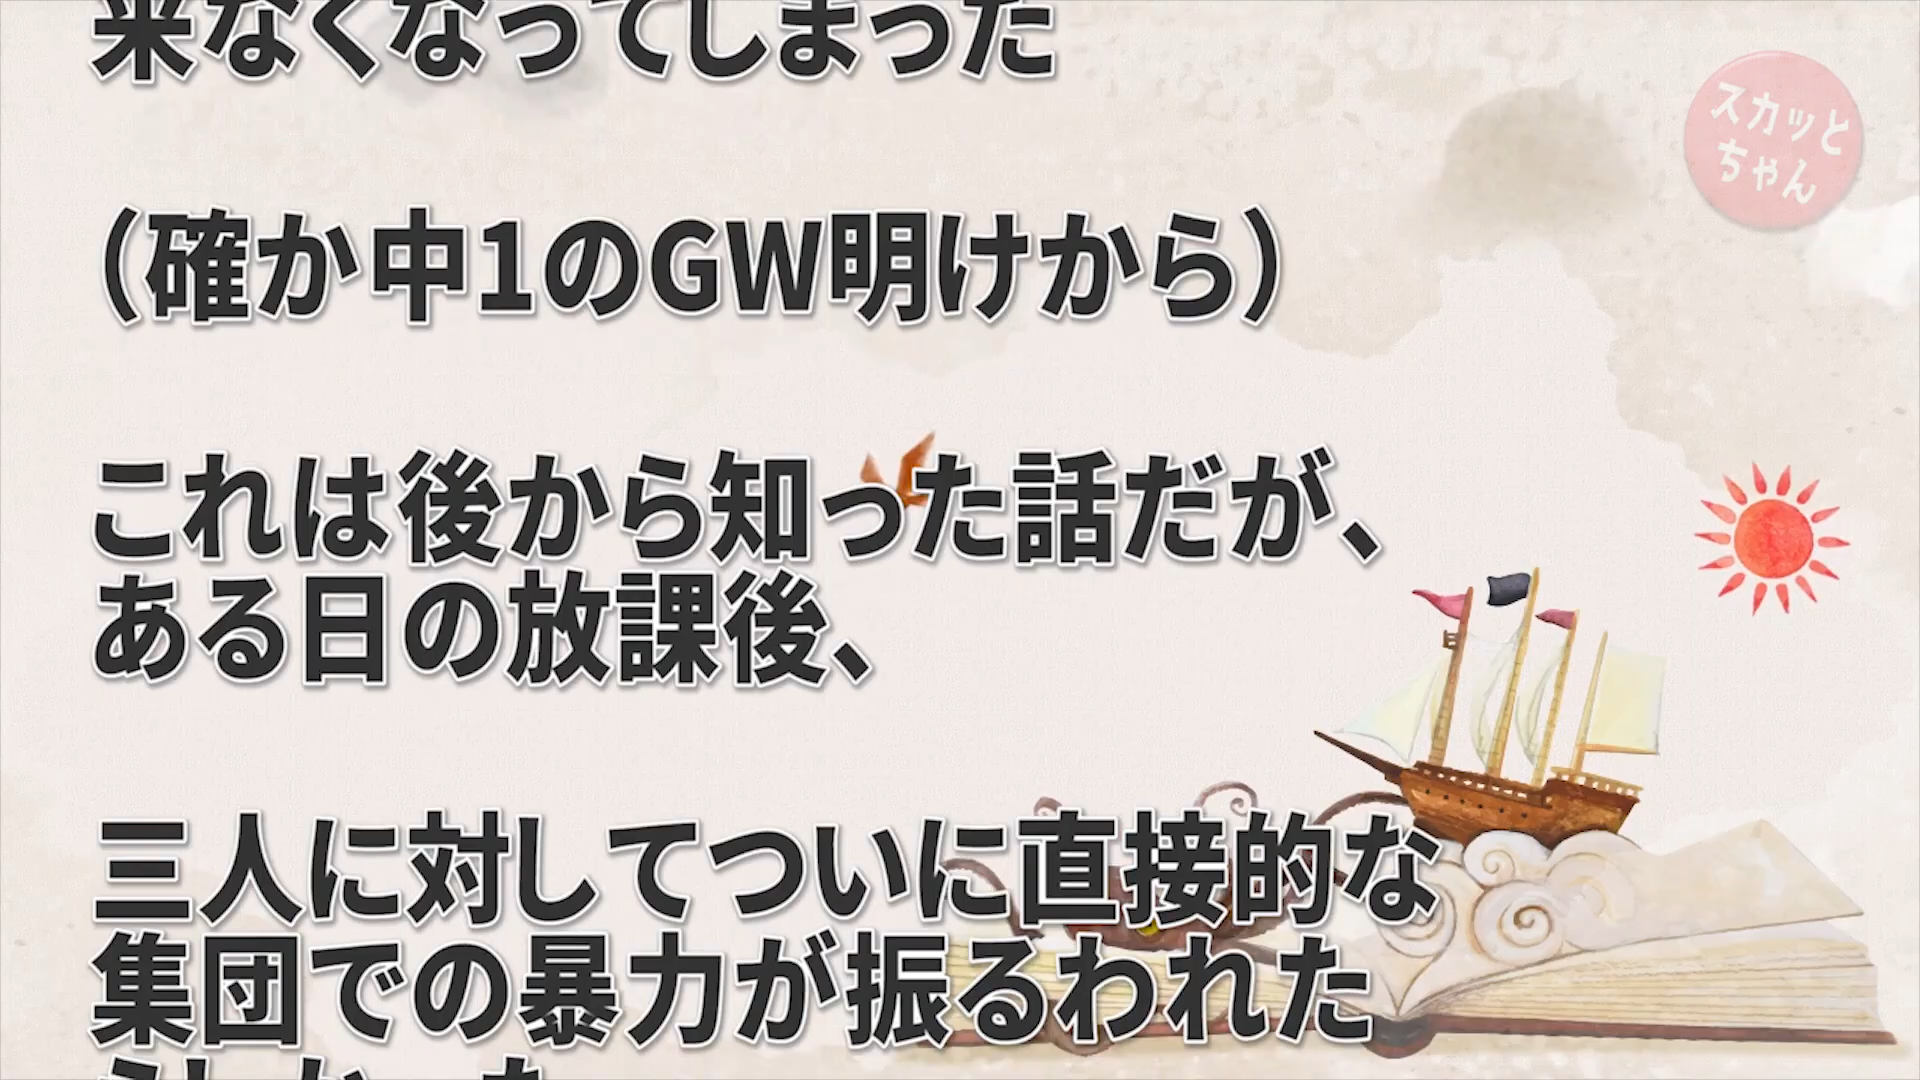 来なくなってしまった
（確か中1のGW明けから）
これは後から知った話だが、
ある日の放課後、
三人に対してついに直接的な
集団での暴力が振るわれた
スカッと
ちゃん